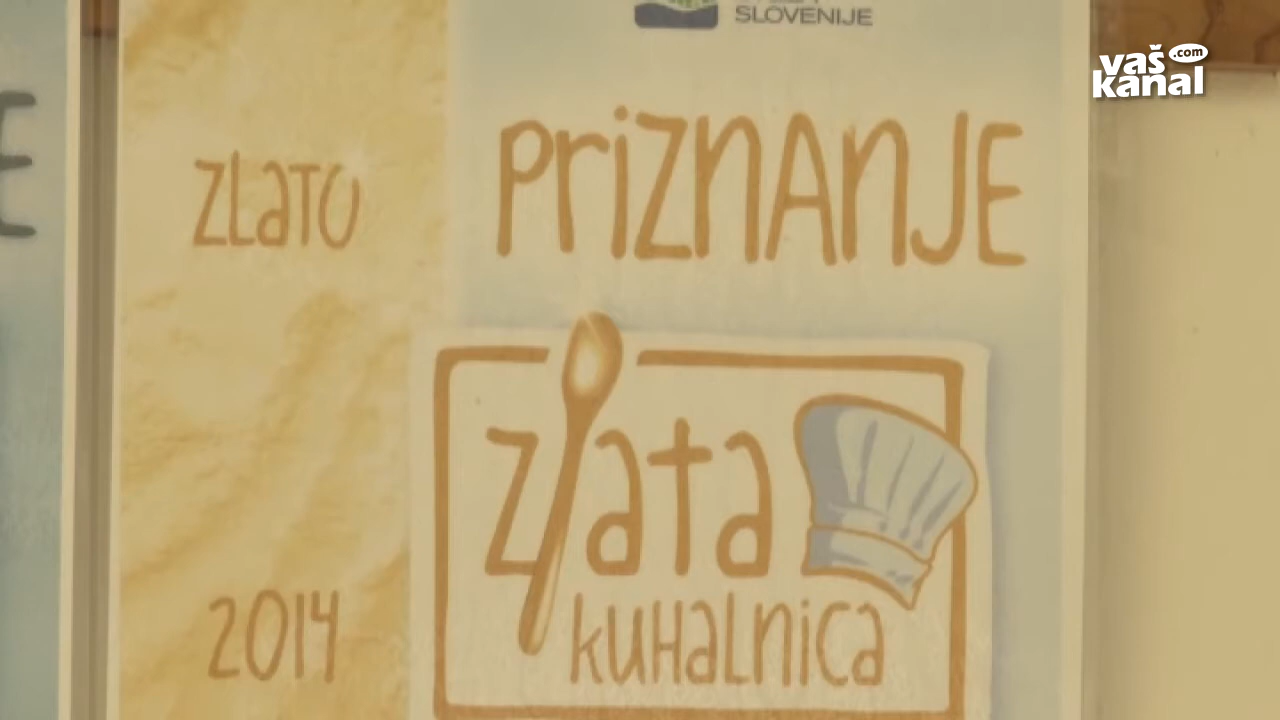 SLOVENIJE
vaš .com
kanal
E
ZLaTO
PriZnAnJE
zlata
kuHaLnica
2014